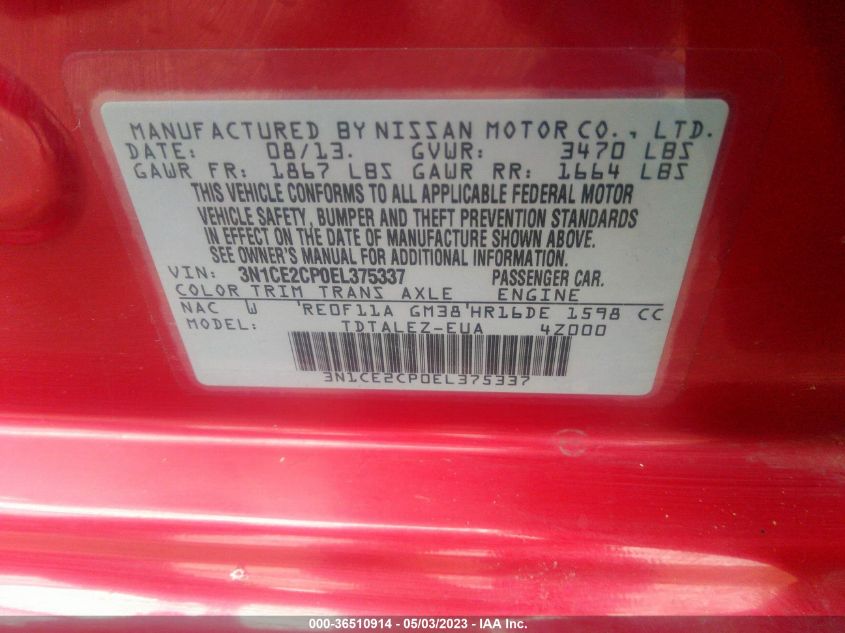 MANUFACTURED BY NISSAN MOTOR CO., LTD.
DATE: 08/13. GVWR: 3470 LBS
GAWR FR: 1867 LBS GAWR RR: 1664 LBS
THIS VEHICLE CONFORMS TO ALL APPLICABLE FEDERAL MOTOR
VEHICLE SAFETY, BUMPER AND THEFT PREVENTION STANDARDS
IN EFFECT ON THE DATE OF MANUFACTURE SHOWN ABOVE.
SEE OWNER'S MANUAL FOR ADDITIONAL INFORMATION.
VIN: 3N1CE2CP0EL375337 PASSENGER CAR.
COLOR TRIM TRANS AXLE ENGINE
NAC W 'RE0F11A GM38'HR16DE 1598 CC
MODEL: TDTALEZ-EUA 4Z000
3N1CE2CP0EL375337
000-36510914 - 05/03/2023 - © IAA Inc.